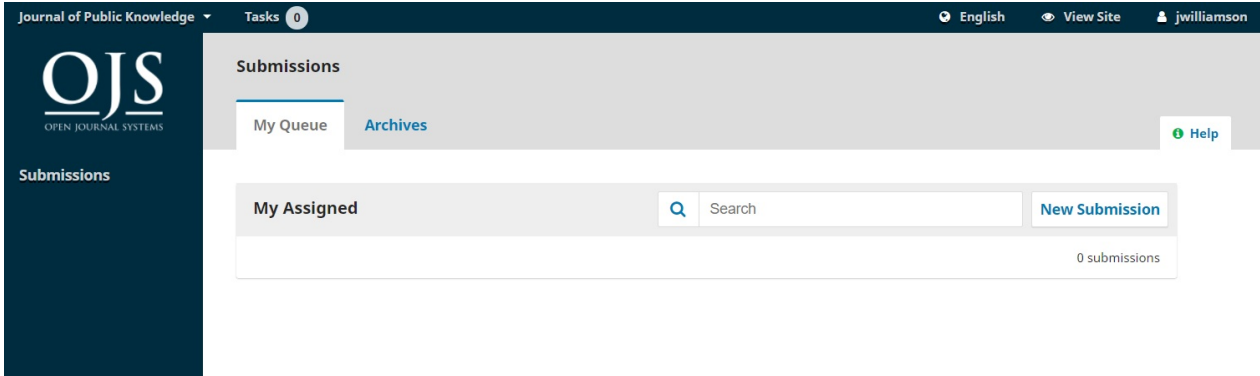 Journal of Public Knowledge Tasks 0 English View Site jwilliamson
OJS
OPEN JOURNAL SYSTEMS
Submissions
Submissions
My Queue Archives
Help
My Assigned Search New Submission
0 submissions